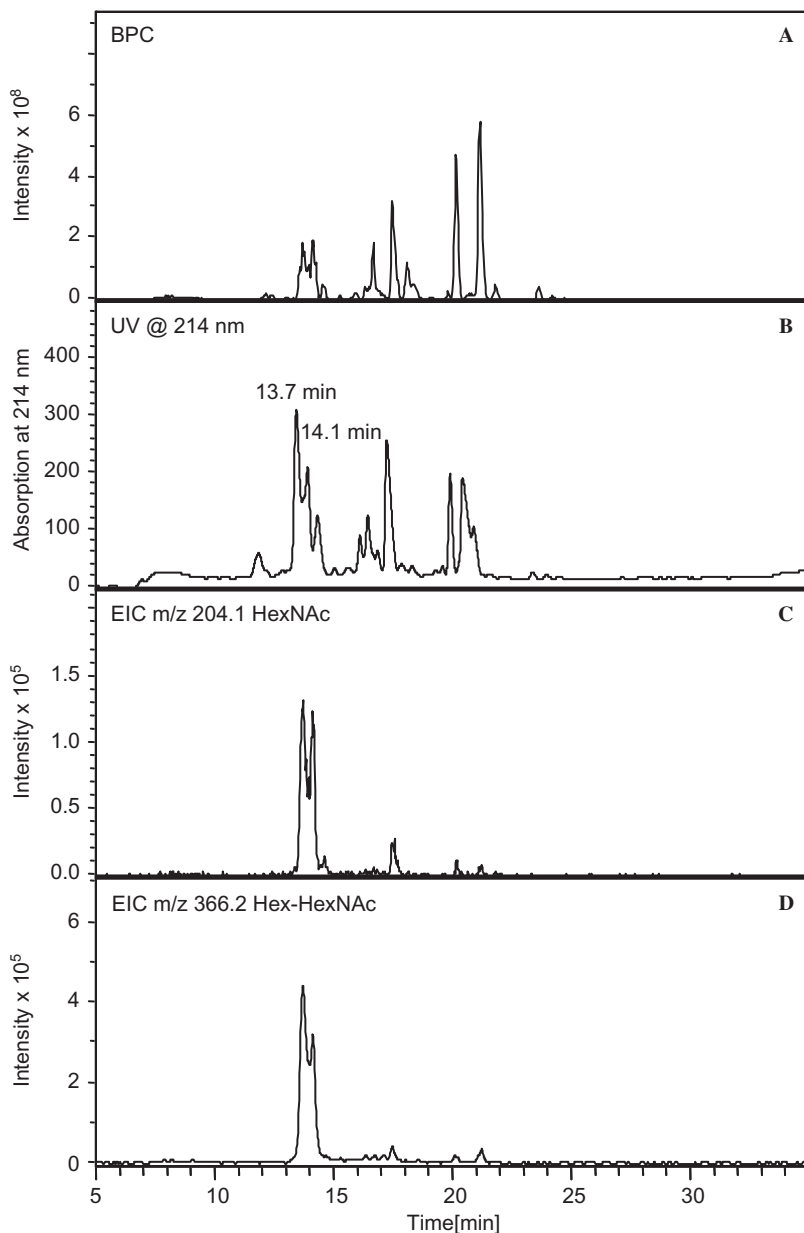 BPC
A
Intensity x 10⁸
6
4
2
0
UV @ 214 nm
B
Absorption at 214 nm
400
300
200
100
0
13.7 min
14.1 min
EIC m/z 204.1 HexNAc
C
Intensity x 10⁵
1.5
1.0
0.5
0.0
EIC m/z 366.2 Hex-HexNAc
D
Intensity x 10⁵
6
4
2
0
5 10 15 20 25 30
Time[min]